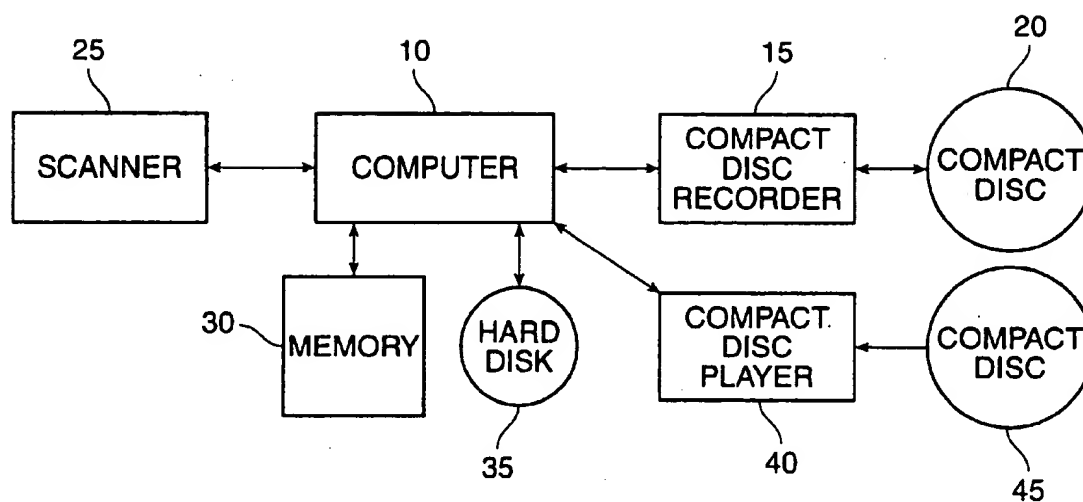 25
10
15
20
SCANNER
COMPUTER
COMPACT
DISC
RECORDER
COMPACT
DISC
30
MEMORY
HARD
DISK
COMPACT
DISC
PLAYER
COMPACT
DISC
35
40
45